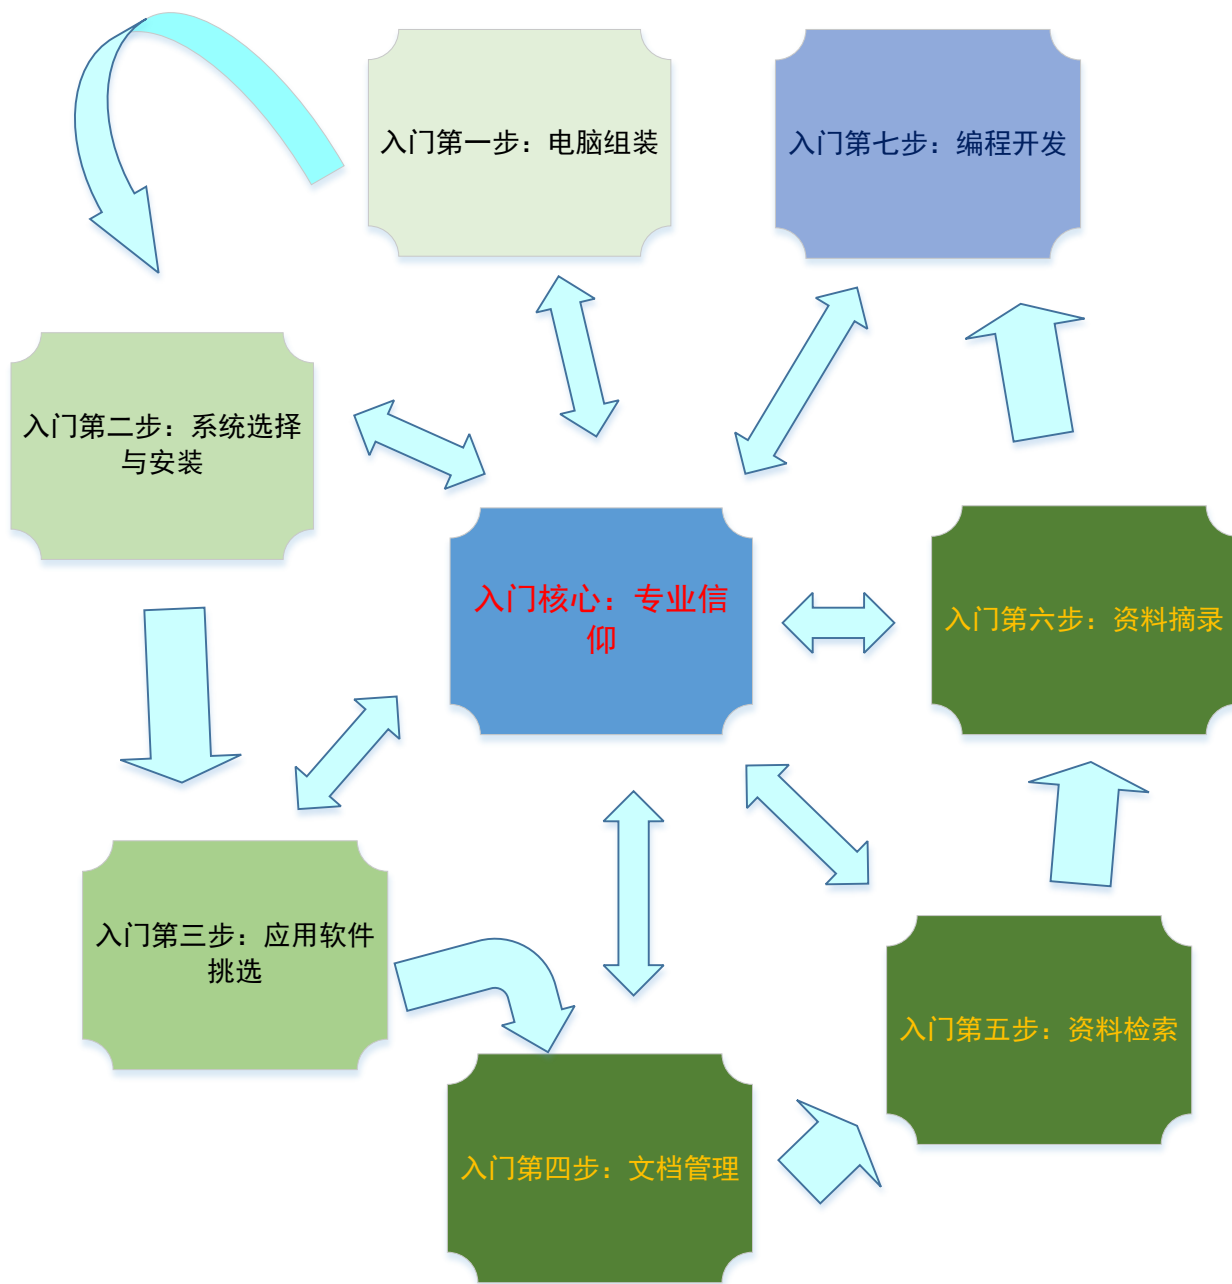 入门第一步：电脑组装
入门第七步：编程开发
入门第二步：系统选择
与安装
入门核心：专业信
仰
入门第六步：资料摘录
入门第三步：应用软件
挑选
入门第五步：资料检索
入门第四步：文档管理